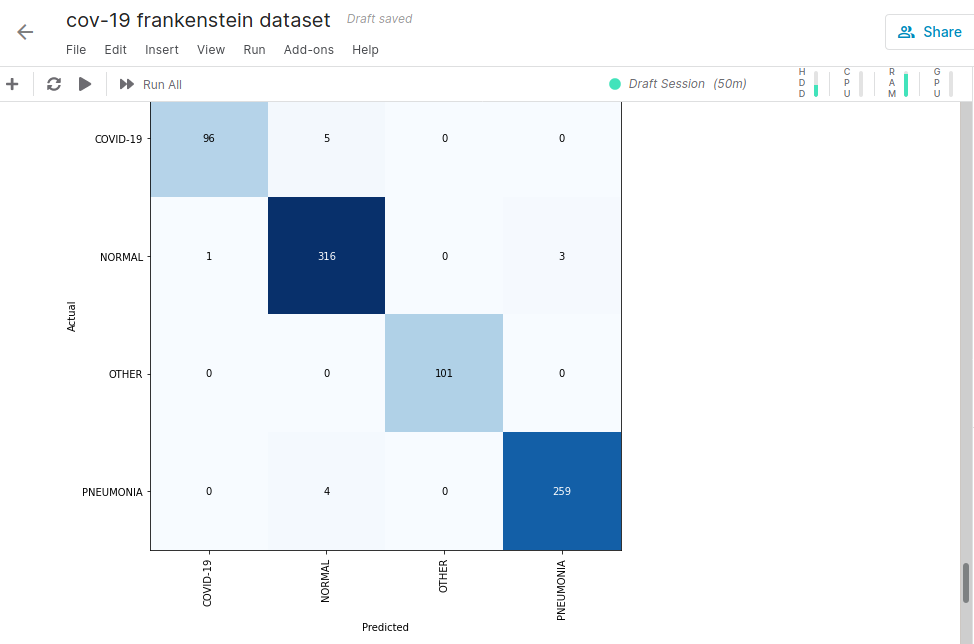 cov-19 frankenstein dataset Draft saved
Share
File Edit Insert View Run Add-ons Help
Run All
Draft Session (50m)
HDD CPU RAM GPU
COVID-19 96 5 0 0
NORMAL 1 316 0 3
Actual
OTHER 0 0 101 0
PNEUMONIA 0 4 0 259
COVID-19 NORMAL OTHER PNEUMONIA
Predicted